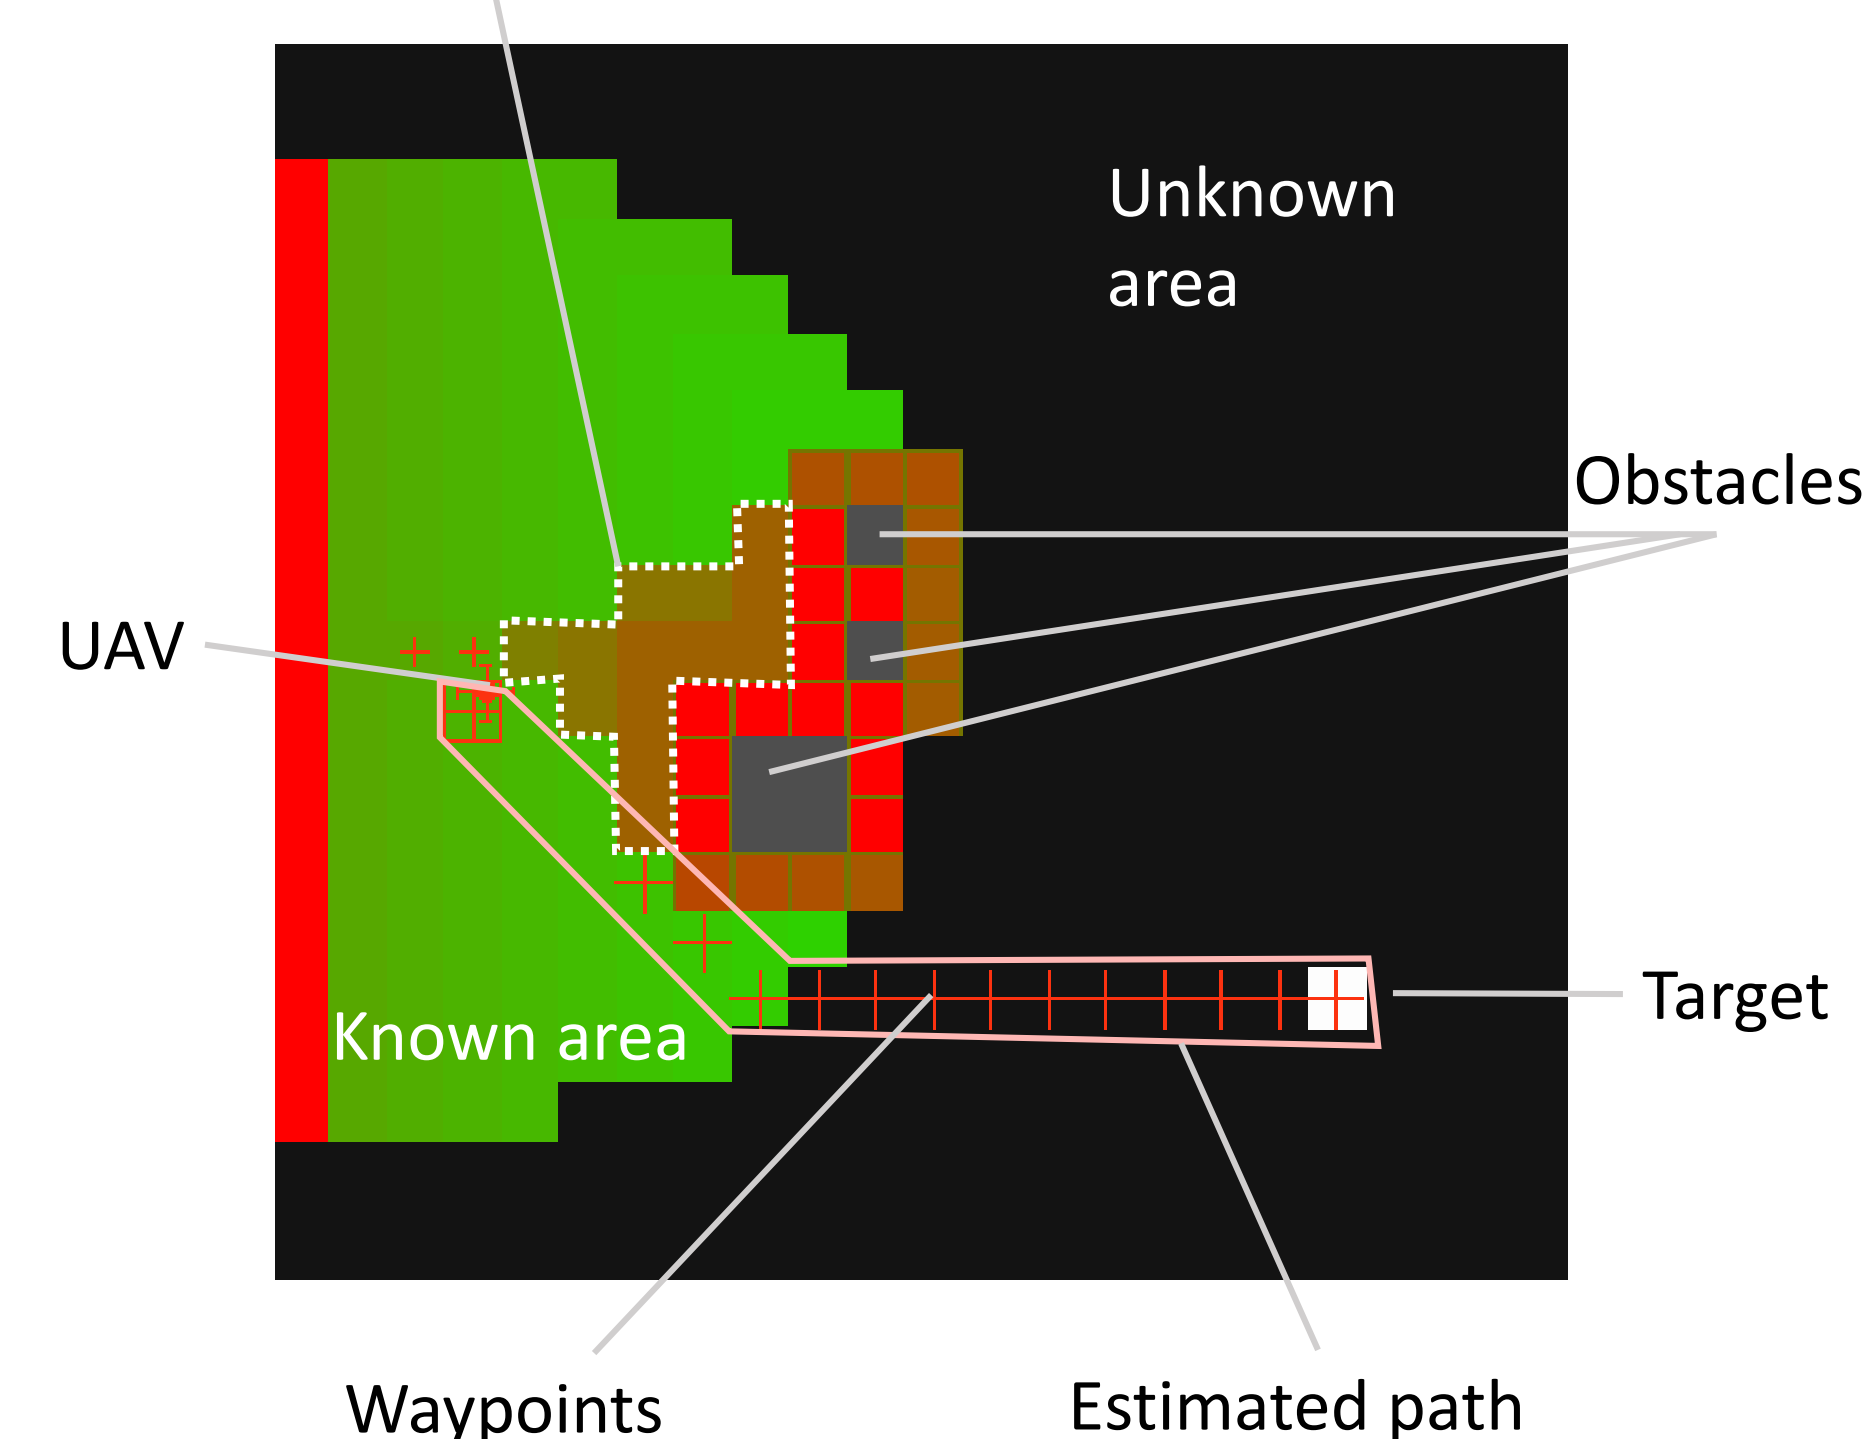 Unknown
area
Obstacles
UAV
Target
Known area
Waypoints
Estimated path